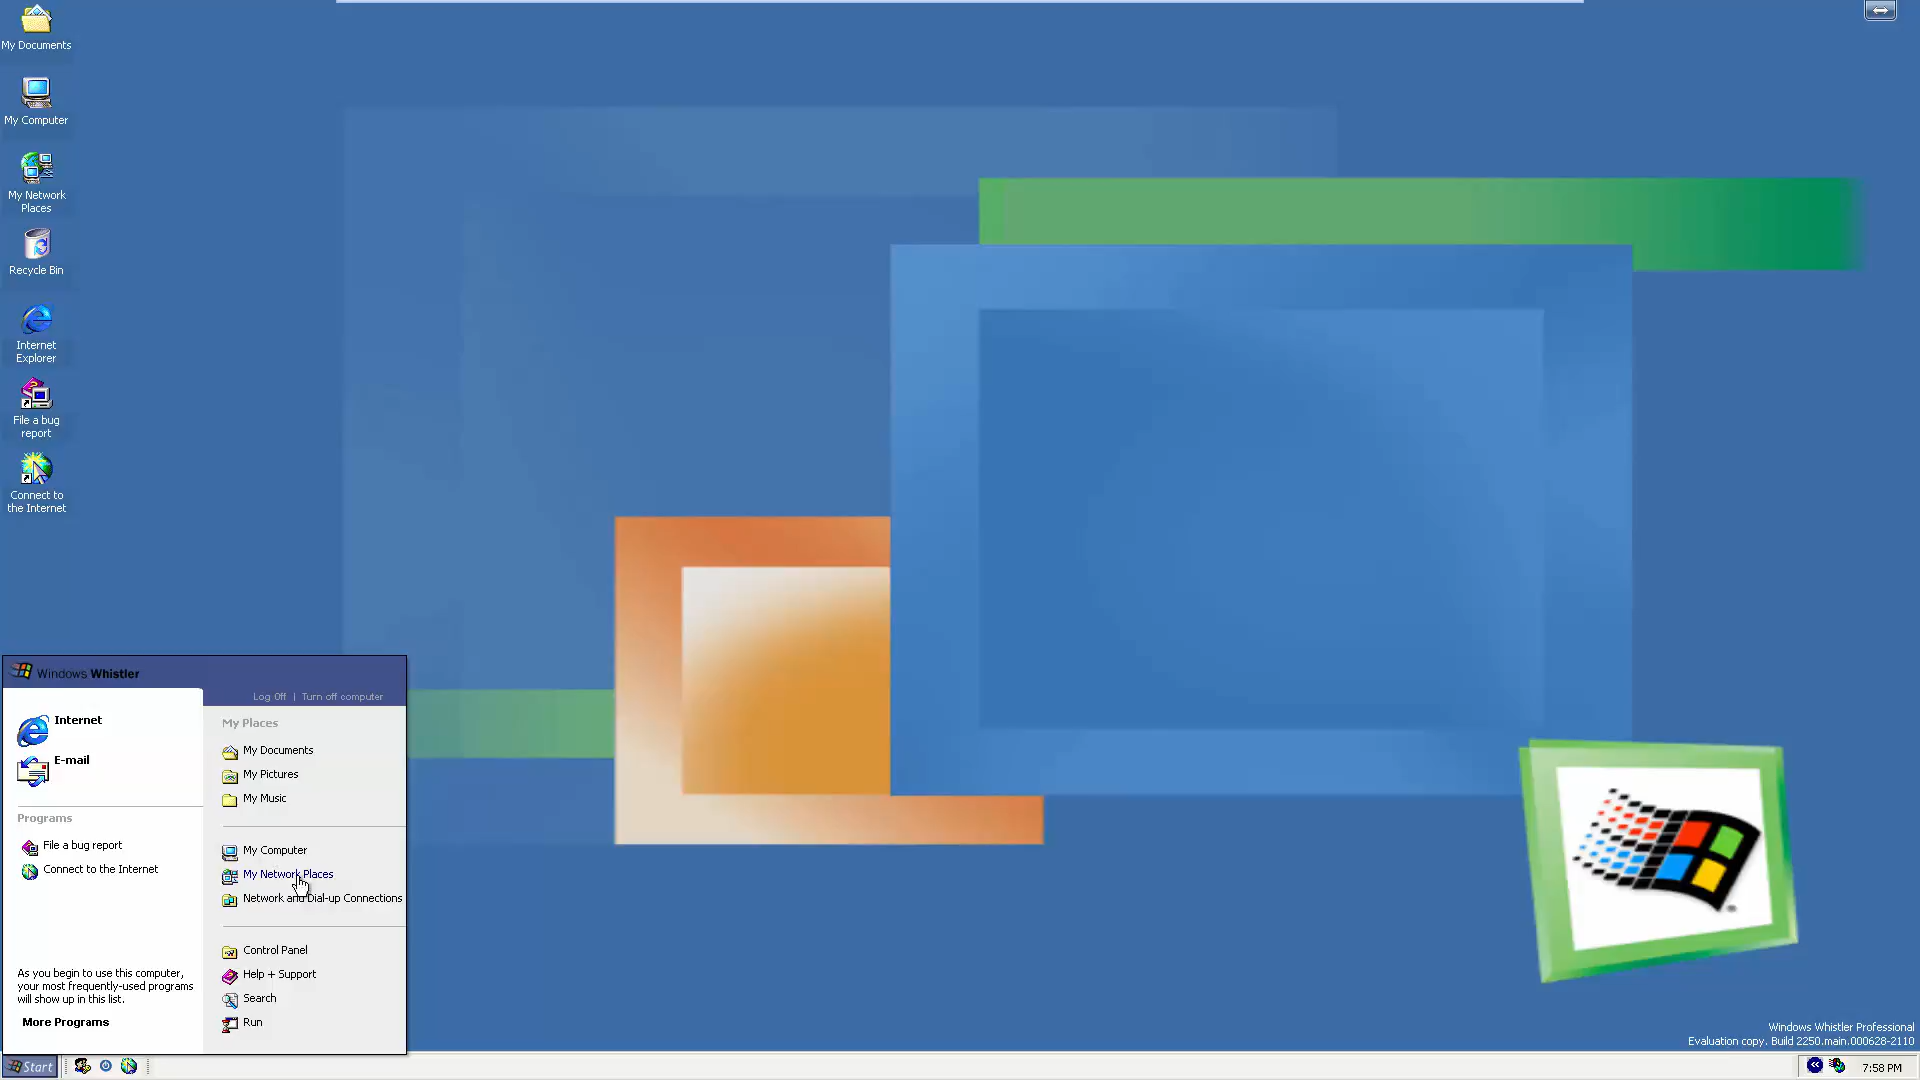 My Documents
My Computer
My Network
Places
Recycle Bin
Internet
Explorer
File a bug
report
Connect to
the Internet
Windows Whistler
Log Off | Turn off computer
Internet
E-mail
Programs
File a bug report
Connect to the Internet
As you begin to use this computer,
your most frequently-used programs
will show up in this list.
More Programs
My Places
My Documents
My Pictures
My Music
My Computer
My Network Places
Network and Dial-up Connections
Control Panel
Help + Support
Search
Run
Windows Whistler Professional
Evaluation copy. Build 2250.main.000628-2110
Start
7:58 PM